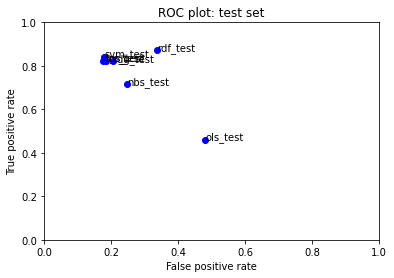 ROC plot: test set
1.0
0.8
0.6
0.4
0.2
0.0
True positive rate
rdf_test
svm_test
nbs_test
ols_test
0.0
0.2
0.4
0.6
0.8
1.0
False positive rate